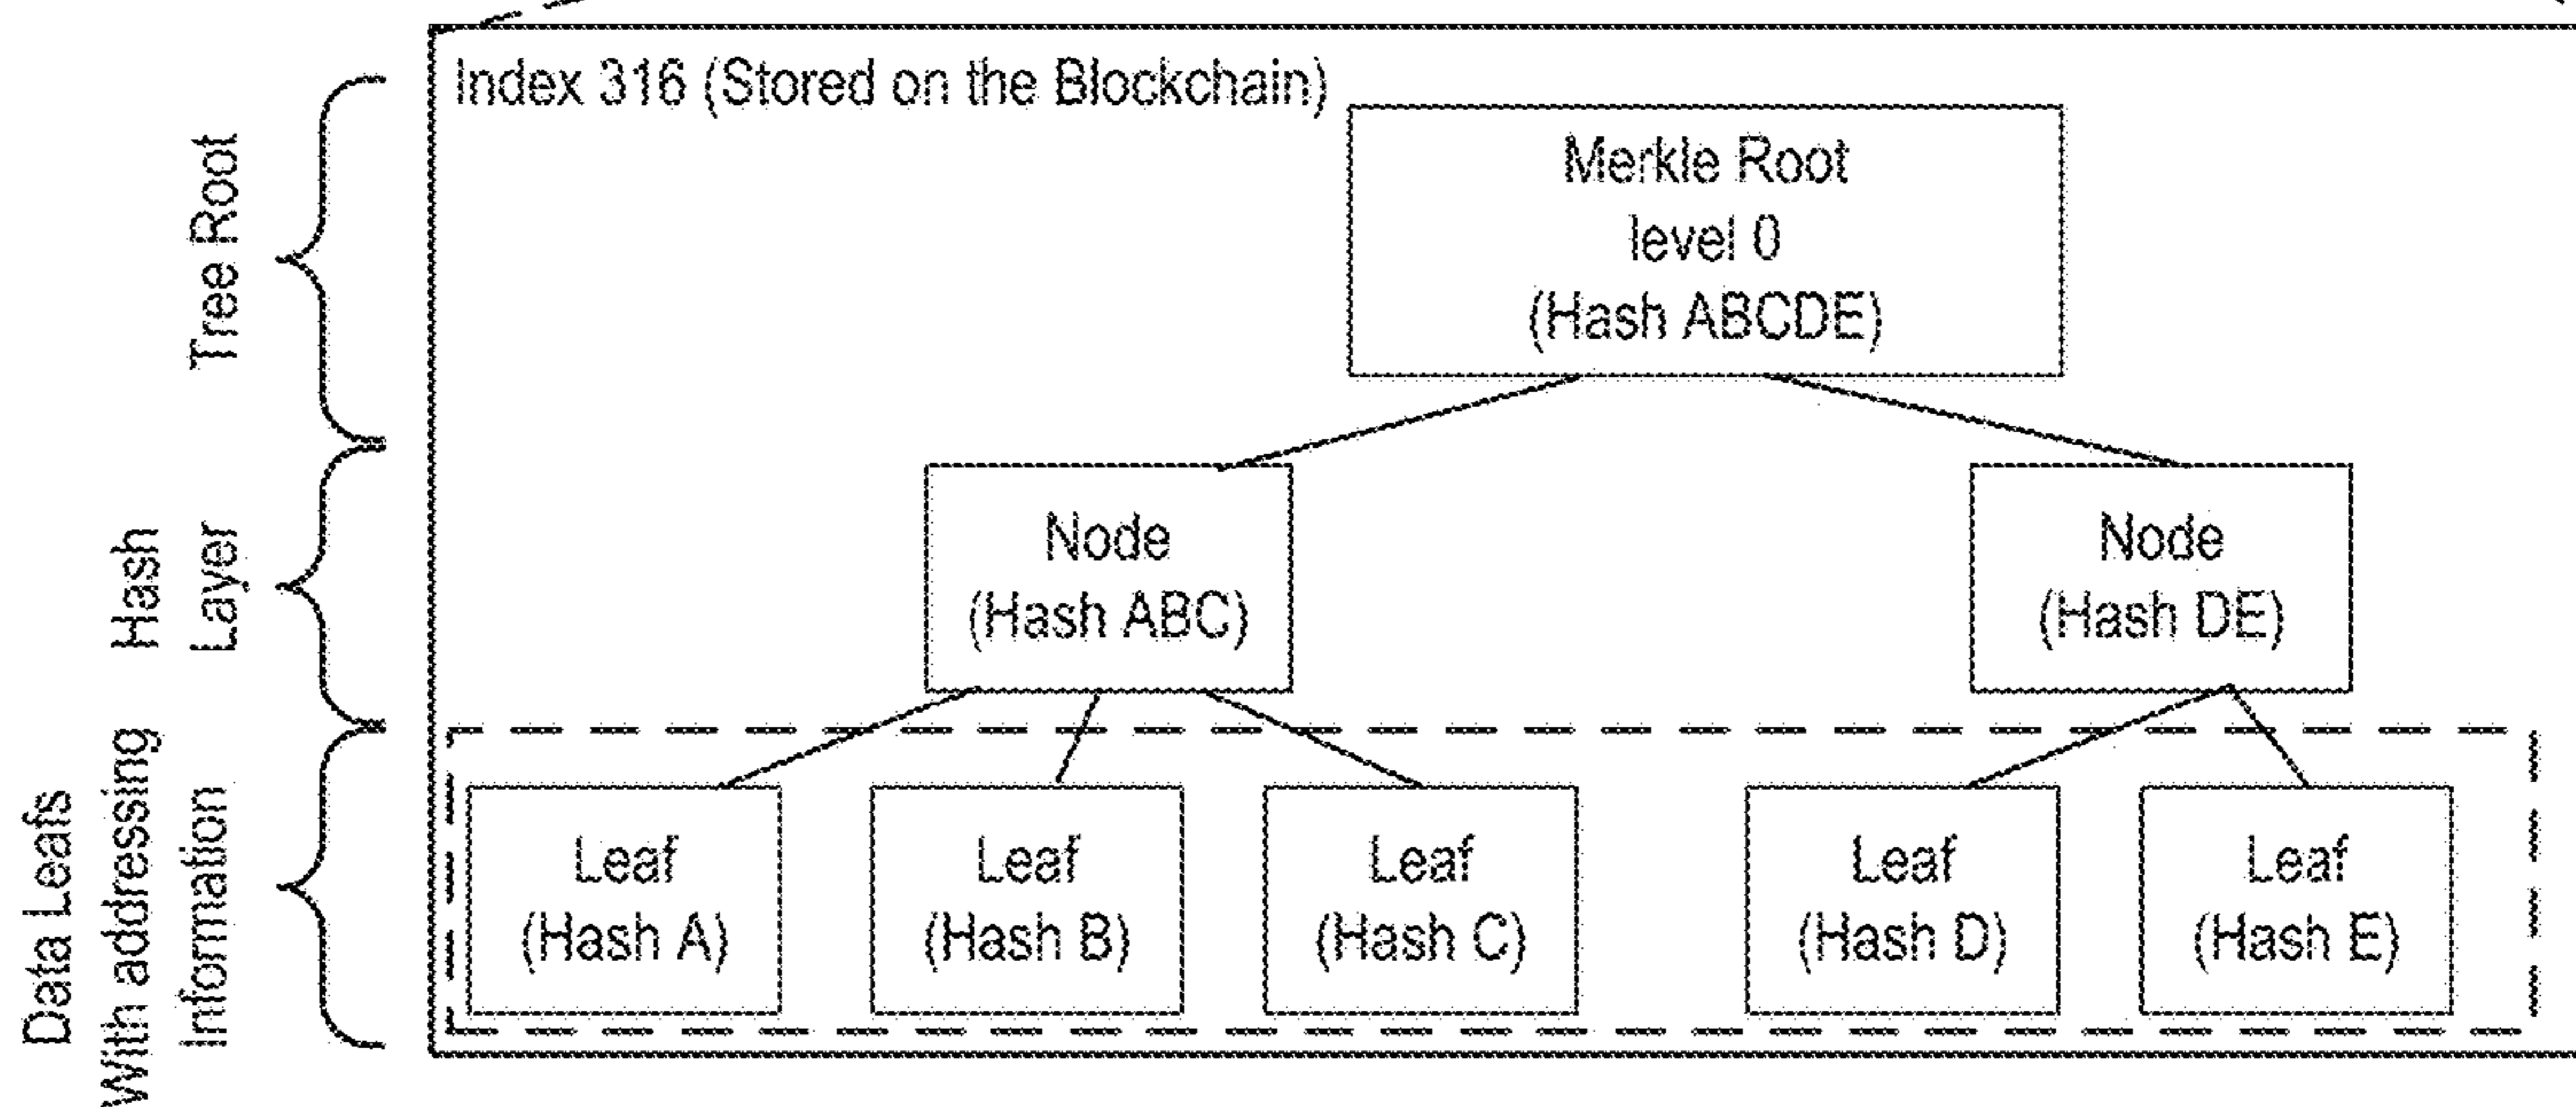 Index 316 (Stored on the Blockchain)
Tree Root
Merkle Root
level 0
(Hash ABCDE)
Hash
Layer
Node
(Hash ABC)
Node
(Hash DE)
Data Leafs
With addressing
Information
Leaf
(Hash A)
Leaf
(Hash B)
Leaf
(Hash C)
Leaf
(Hash D)
Leaf
(Hash E)